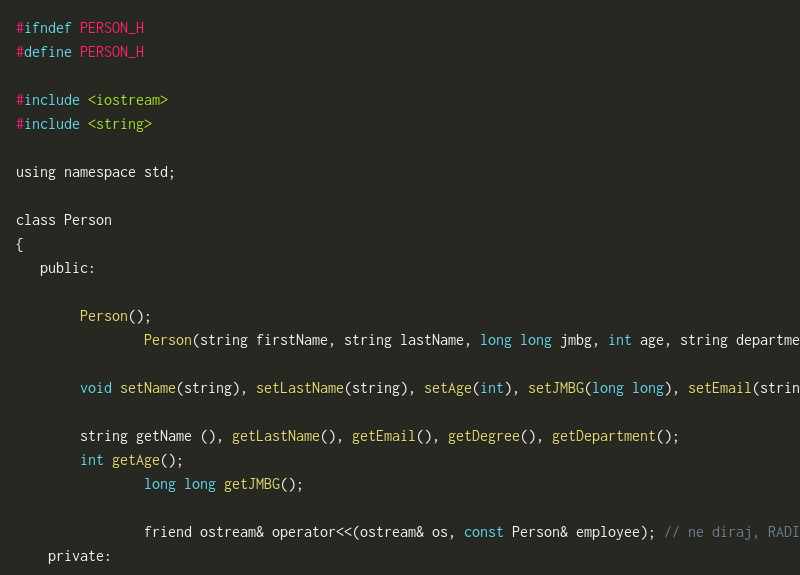 #ifndef PERSON_H
#define PERSON_H
#include <iostream>
#include <string>
using namespace std;
class Person
{
public:
Person();
Person(string firstName, string lastName, long long jmbg, int age, string departme
void setName(string), setLastName(string), setAge(int), setJMBG(long long), setEmail(strin
string getName (), getLastName(), getEmail(), getDegree(), getDepartment();
int getAge();
long long getJMBG();
friend ostream& operator<<(ostream& os, const Person& employee); // ne diraj, RADI
private: